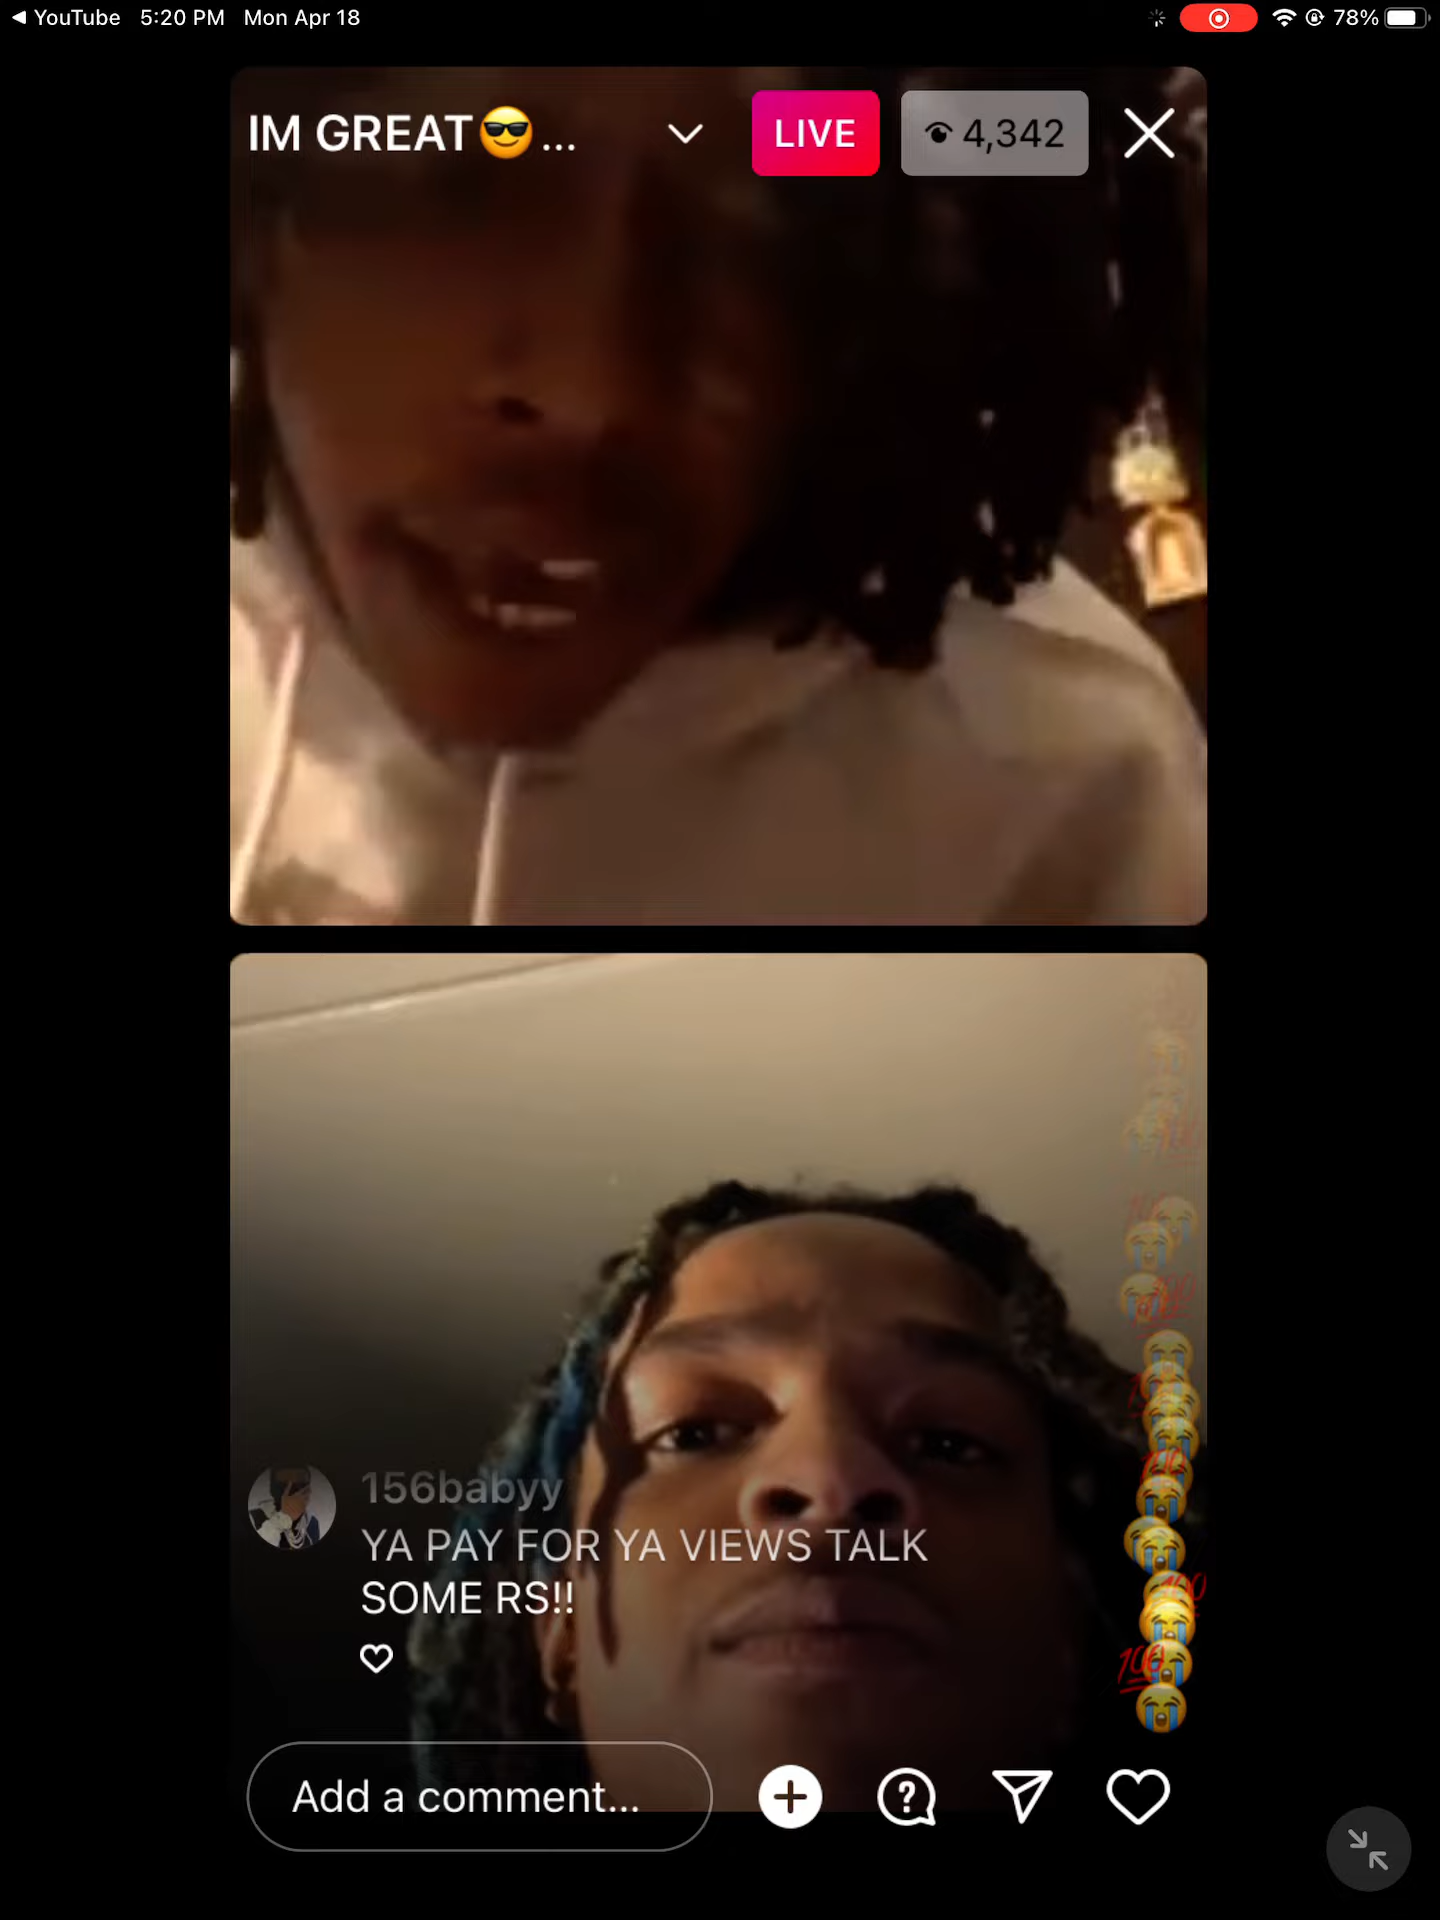 ◀ YouTube 5:20 PM Mon Apr 18 78%
IM GREAT😎... LIVE 4,342
156babyy
YA PAY FOR YA VIEWS TALK
SOME RS!!
Add a comment...